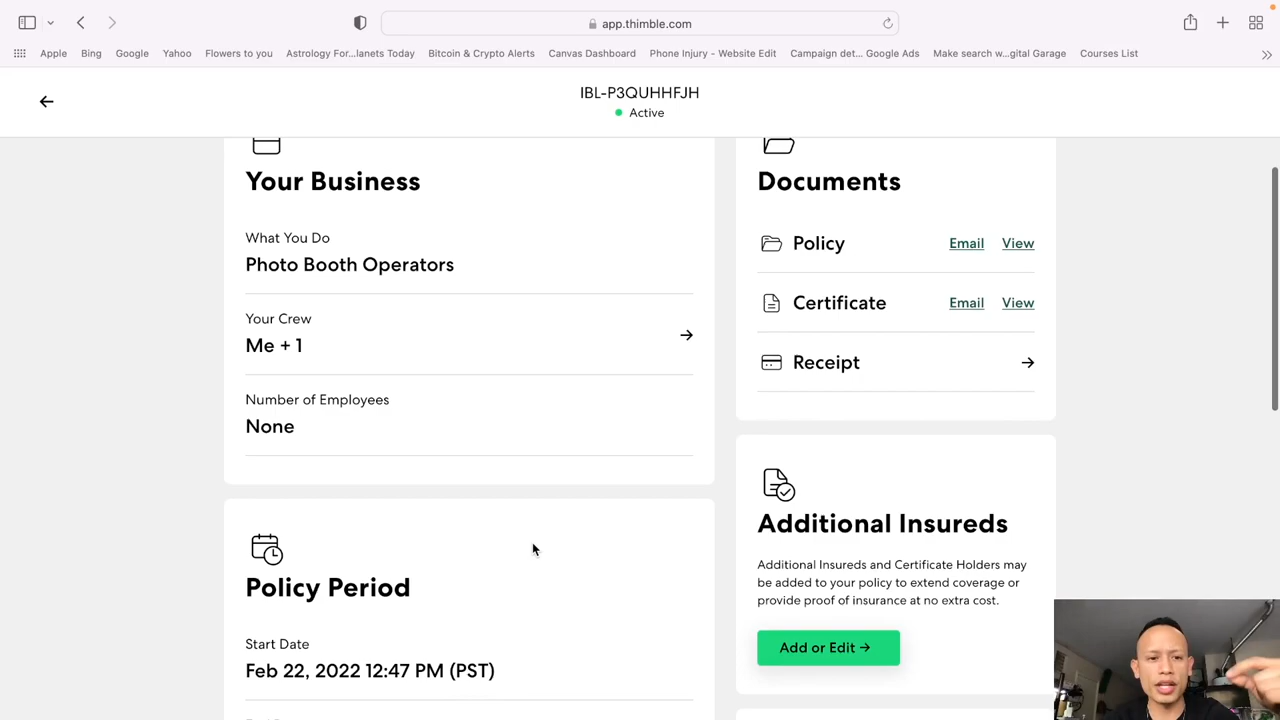 app.thimble.com
Apple Bing Google Yahoo Flowers to you Astrology For...lanets Today Bitcoin & Crypto Alerts Canvas Dashboard Phone Injury - Website Edit Campaign det... Google Ads Make search w...gital Garage Courses List
IBL-P3QUHHFJH
Active
Your Business
What You Do
Photo Booth Operators
Your Crew
Me + 1
Number of Employees
None
Policy Period
Start Date
Feb 22, 2022 12:47 PM (PST)
Documents
Policy Email View
Certificate Email View
Receipt
Additional Insureds
Additional Insureds and Certificate Holders may
be added to your policy to extend coverage or
provide proof of insurance at no extra cost.
Add or Edit →